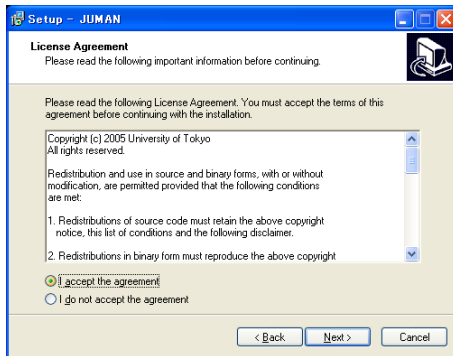 Setup - JUMAN
License Agreement
Please read the following important information before continuing.
Please read the following License Agreement. You must accept the terms of this
agreement before continuing with the installation.
Copyright (c) 2005 University of Tokyo
All rights reserved.
Redistribution and use in source and binary forms, with or without
modification, are permitted provided that the following conditions
are met:
1. Redistributions of source code must retain the above copyright
notice, this list of conditions and the following disclaimer.
2. Redistributions in binary form must reproduce the above copyright
I accept the agreement
I do not accept the agreement
< Back
Next >
Cancel